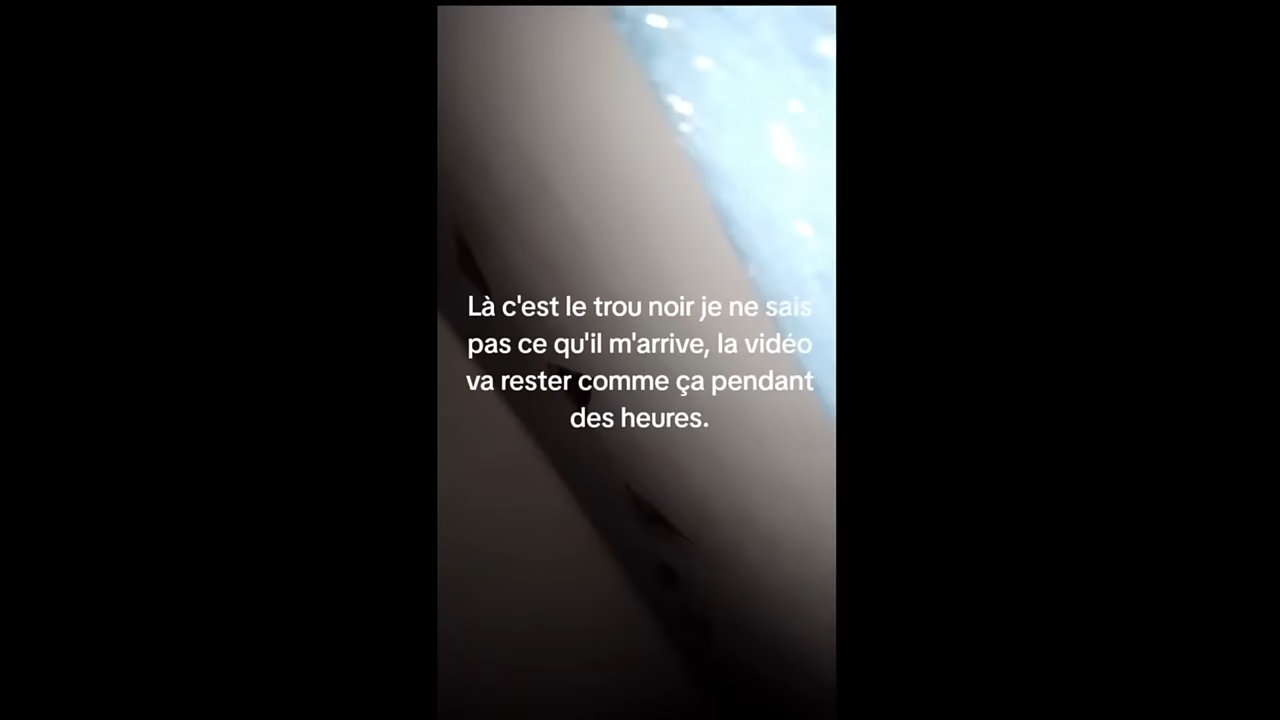 Là c'est le trou noir je ne sais
pas ce qu'il m'arrive, la vidéo
va rester comme ça pendant
des heures.